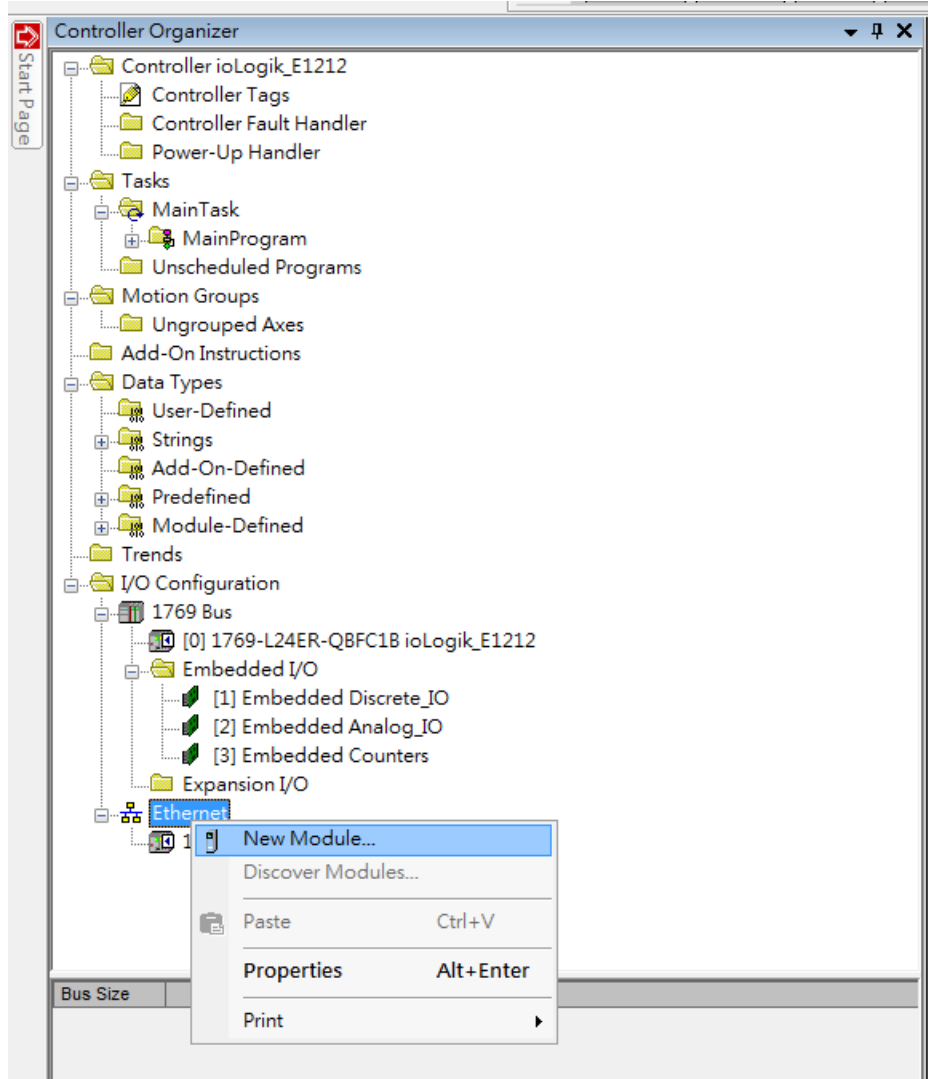 Controller Organizer
Start Page
Controller ioLogik_E1212
Controller Tags
Controller Fault Handler
Power-Up Handler
Tasks
MainTask
MainProgram
Unscheduled Programs
Motion Groups
Ungrouped Axes
Add-On Instructions
Data Types
User-Defined
Strings
Add-On-Defined
Predefined
Module-Defined
Trends
I/O Configuration
1769 Bus
[0] 1769-L24ER-QBFC1B ioLogik_E1212
Embedded I/O
[1] Embedded Discrete_IO
[2] Embedded Analog_IO
[3] Embedded Counters
Expansion I/O
Ethernet
1
New Module...
Discover Modules...
Paste Ctrl+V
Properties Alt+Enter
Print
Bus Size